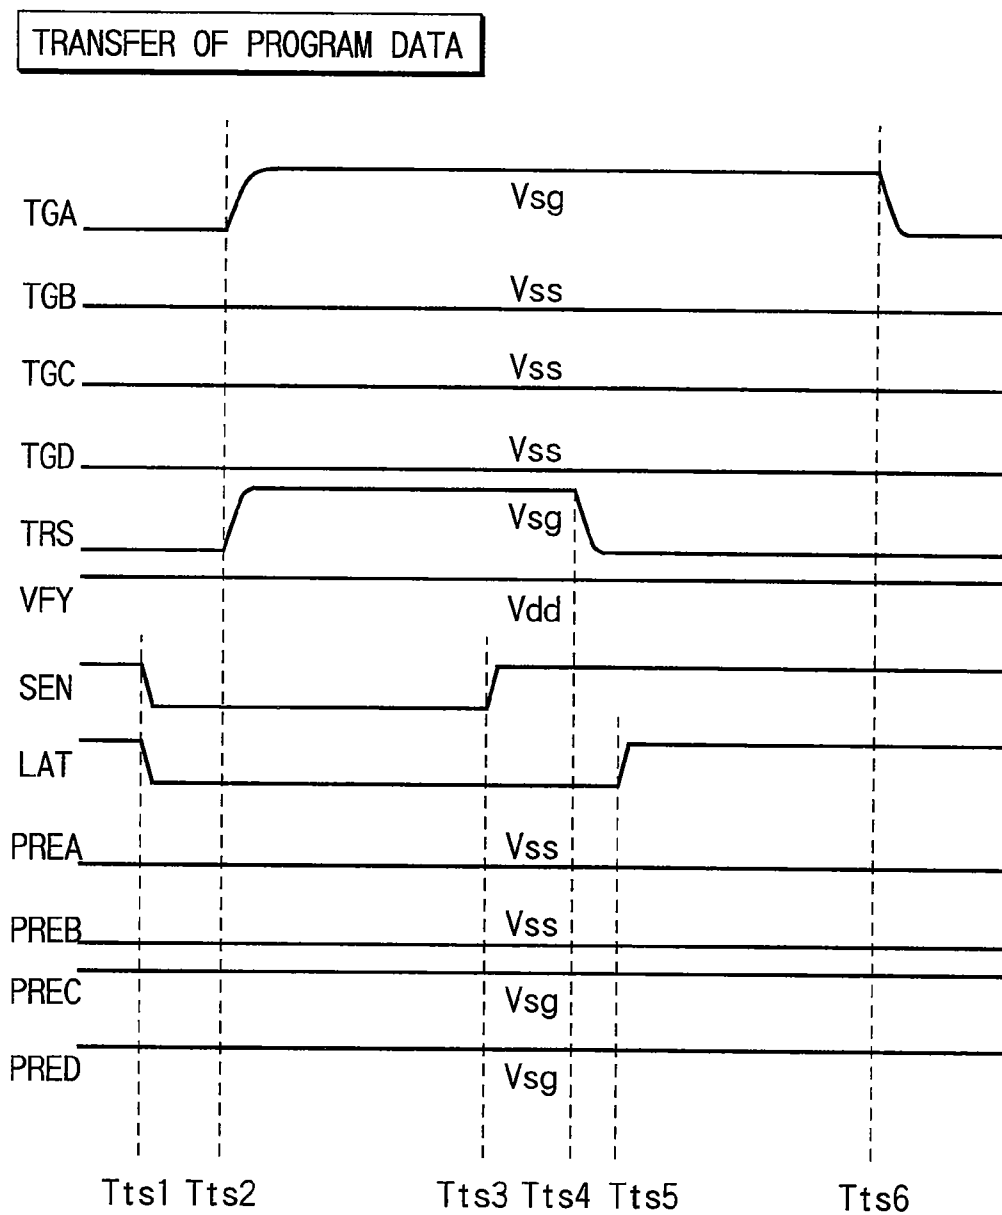 TRANSFER OF PROGRAM DATA
TGA
Vsg
TGB
Vss
TGC
Vss
TGD
Vss
TRS
Vsg
VFY
Vdd
SEN
LAT
PREA
Vss
PREB
Vss
PREC
Vsg
PRED
Vsg
Tts1 Tts2 Tts3 Tts4 Tts5 Tts6